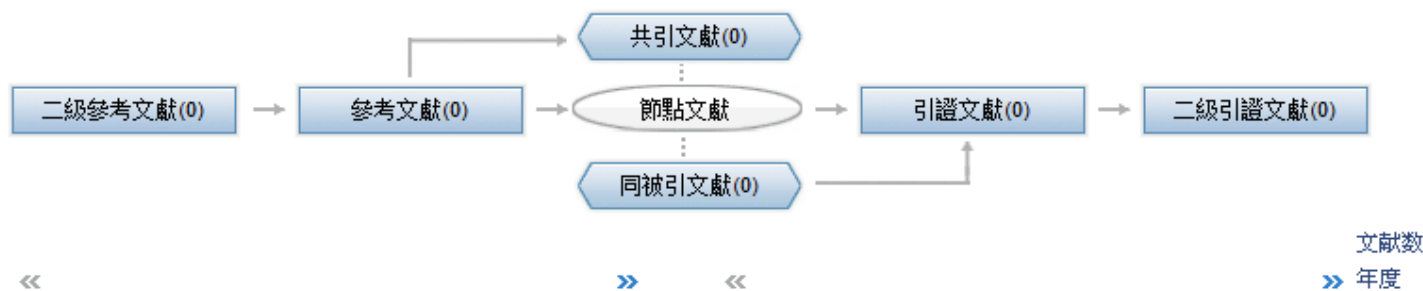 共引文獻(0)
二級參考文獻(0) 參考文獻(0) 節點文獻 引證文獻(0) 二級引證文獻(0)
同被引文獻(0)
文献数
« » « » 年度